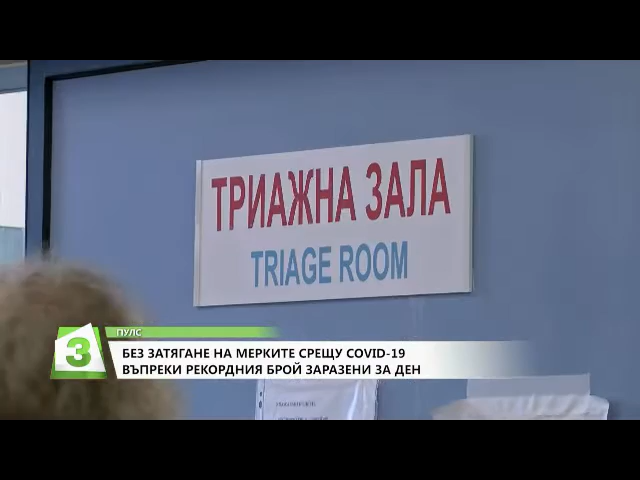 ТРИАЖНА ЗАЛА
TRIAGE ROOM
ПУЛС
3
БЕЗ ЗАТЯГАНЕ НА МЕРКИТЕ СРЕЩУ COVID-19
ВЪПРЕКИ РЕКОРДНИЯ БРОЙ ЗАРАЗЕНИ ЗА ДЕН